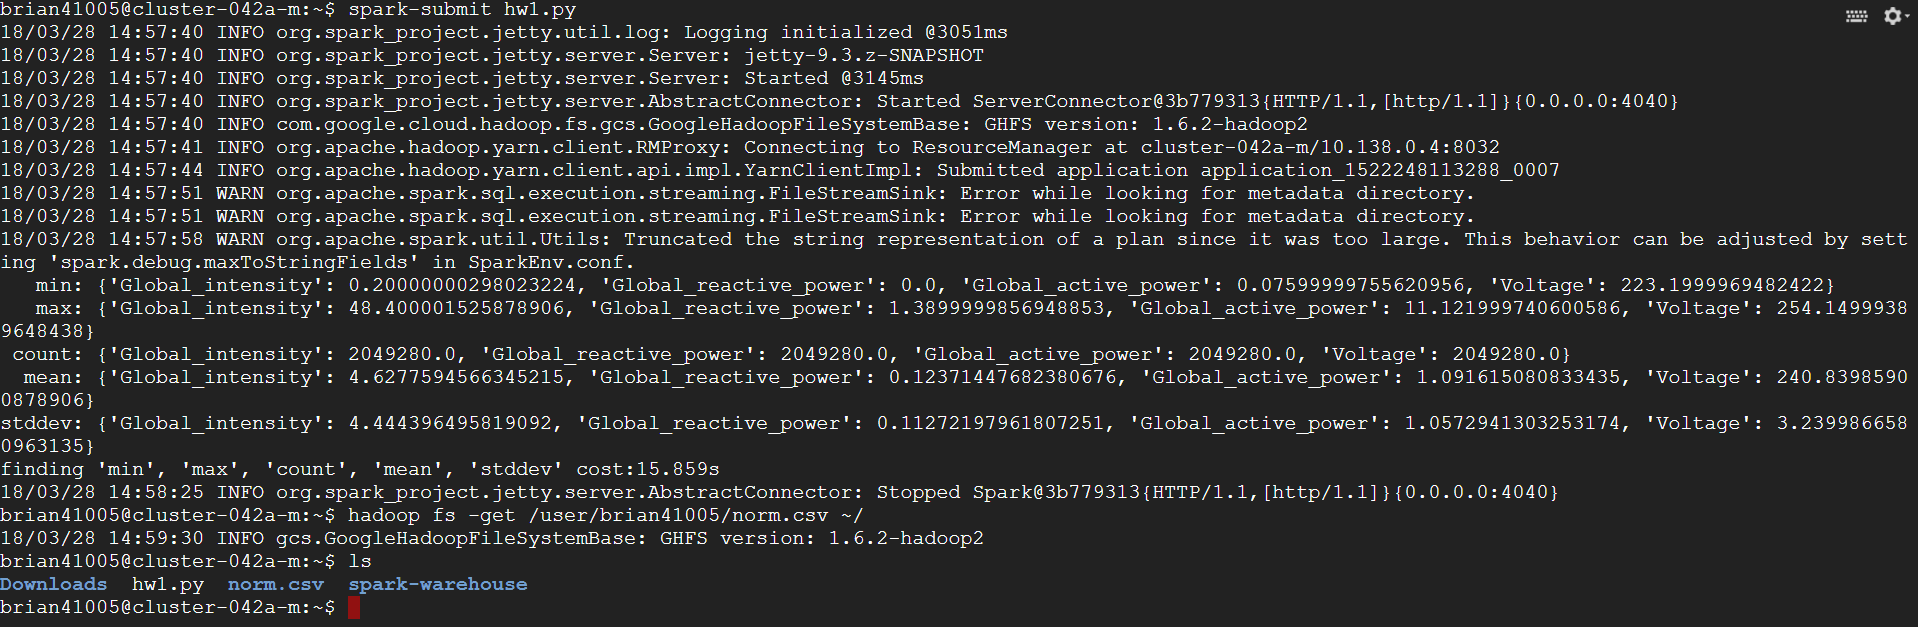 brian41005@cluster-042a-m:~$ spark-submit hw1.py
18/03/28 14:57:40 INFO org.spark_project.jetty.util.log: Logging initialized @3051ms
18/03/28 14:57:40 INFO org.spark_project.jetty.server.Server: jetty-9.3.z-SNAPSHOT
18/03/28 14:57:40 INFO org.spark_project.jetty.server.Server: Started @3145ms
18/03/28 14:57:40 INFO org.spark_project.jetty.server.AbstractConnector: Started ServerConnector@3b779313{HTTP/1.1,[http/1.1]}{0.0.0.0:4040}
18/03/28 14:57:40 INFO com.google.cloud.hadoop.fs.gcs.GoogleHadoopFileSystemBase: GHFS version: 1.6.2-hadoop2
18/03/28 14:57:41 INFO org.apache.hadoop.yarn.client.RMProxy: Connecting to ResourceManager at cluster-042a-m/10.138.0.4:8032
18/03/28 14:57:44 INFO org.apache.hadoop.yarn.client.api.impl.YarnClientImpl: Submitted application application_1522248113288_0007
18/03/28 14:57:51 WARN org.apache.spark.sql.execution.streaming.FileStreamSink: Error while looking for metadata directory.
18/03/28 14:57:51 WARN org.apache.spark.sql.execution.streaming.FileStreamSink: Error while looking for metadata directory.
18/03/28 14:57:58 WARN org.apache.spark.util.Utils: Truncated the string representation of a plan since it was too large. This behavior can be adjusted by sett
ing 'spark.debug.maxToStringFields' in SparkEnv.conf.
   min: {'Global_intensity': 0.20000000298023224, 'Global_reactive_power': 0.0, 'Global_active_power': 0.07599999755620956, 'Voltage': 223.1999969482422}
   max: {'Global_intensity': 48.400001525878906, 'Global_reactive_power': 1.3899999856948853, 'Global_active_power': 11.121999740600586, 'Voltage': 254.1499938
9648438}
 count: {'Global_intensity': 2049280.0, 'Global_reactive_power': 2049280.0, 'Global_active_power': 2049280.0, 'Voltage': 2049280.0}
  mean: {'Global_intensity': 4.6277594566345215, 'Global_reactive_power': 0.12371447682380676, 'Global_active_power': 1.091615080833435, 'Voltage': 240.8398590
0878906}
stddev: {'Global_intensity': 4.444396495819092, 'Global_reactive_power': 0.11272197961807251, 'Global_active_power': 1.0572941303253174, 'Voltage': 3.239986658
0963135}
finding 'min', 'max', 'count', 'mean', 'stddev' cost:15.859s
18/03/28 14:58:25 INFO org.spark_project.jetty.server.AbstractConnector: Stopped Spark@3b779313{HTTP/1.1,[http/1.1]}{0.0.0.0:4040}
brian41005@cluster-042a-m:~$ hadoop fs -get /user/brian41005/norm.csv ~/
18/03/28 14:59:30 INFO gcs.GoogleHadoopFileSystemBase: GHFS version: 1.6.2-hadoop2
brian41005@cluster-042a-m:~$ ls
Downloads  hw1.py  norm.csv  spark-warehouse
brian41005@cluster-042a-m:~$